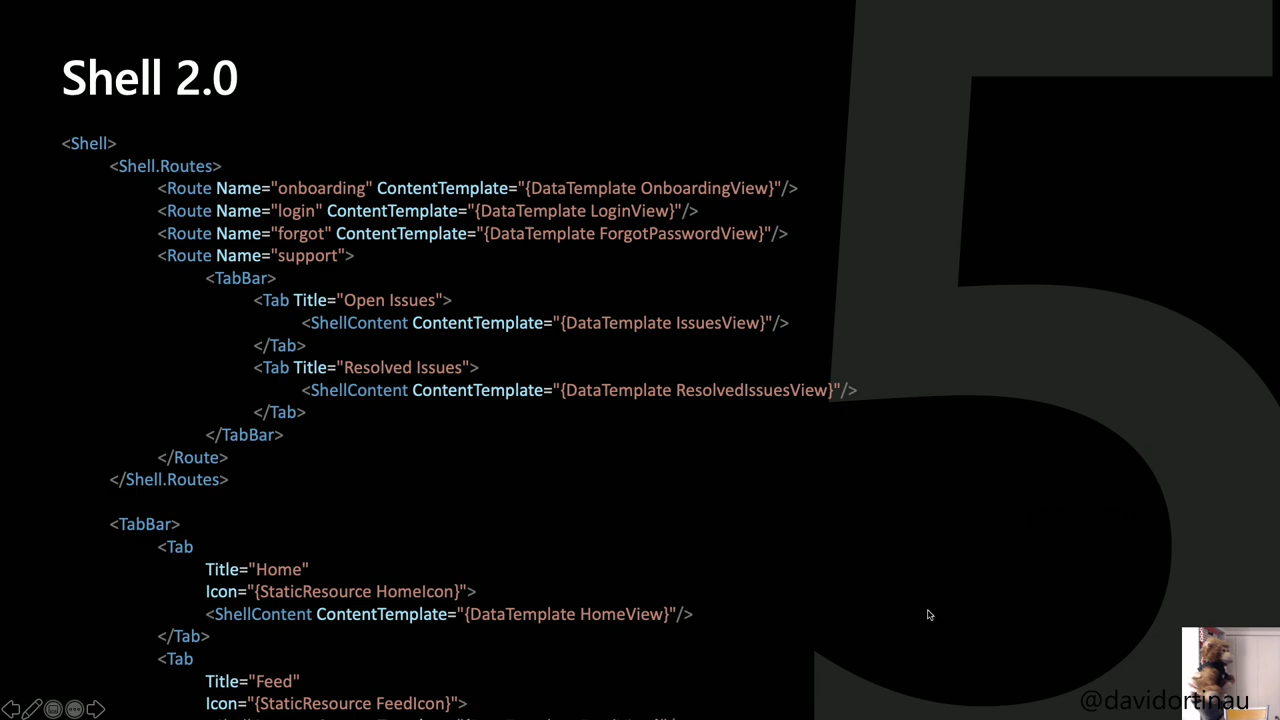 Shell 2.0
<Shell>
<Shell.Routes>
<Route Name="onboarding" ContentTemplate="{DataTemplate OnboardingView}"/>
<Route Name="login" ContentTemplate="{DataTemplate LoginView}"/>
<Route Name="forgot" ContentTemplate="{DataTemplate ForgotPasswordView}"/>
<Route Name="support">
<TabBar>
<Tab Title="Open Issues">
<ShellContent ContentTemplate="{DataTemplate IssuesView}"/>
</Tab>
<Tab Title="Resolved Issues">
<ShellContent ContentTemplate="{DataTemplate ResolvedIssuesView}"/>
</Tab>
</TabBar>
</Route>
</Shell.Routes>
<TabBar>
<Tab
Title="Home"
Icon="{StaticResource HomeIcon}">
<ShellContent ContentTemplate="{DataTemplate HomeView}"/>
</Tab>
<Tab
Title="Feed"
Icon="{StaticResource FeedIcon}">
5
@davidortinau